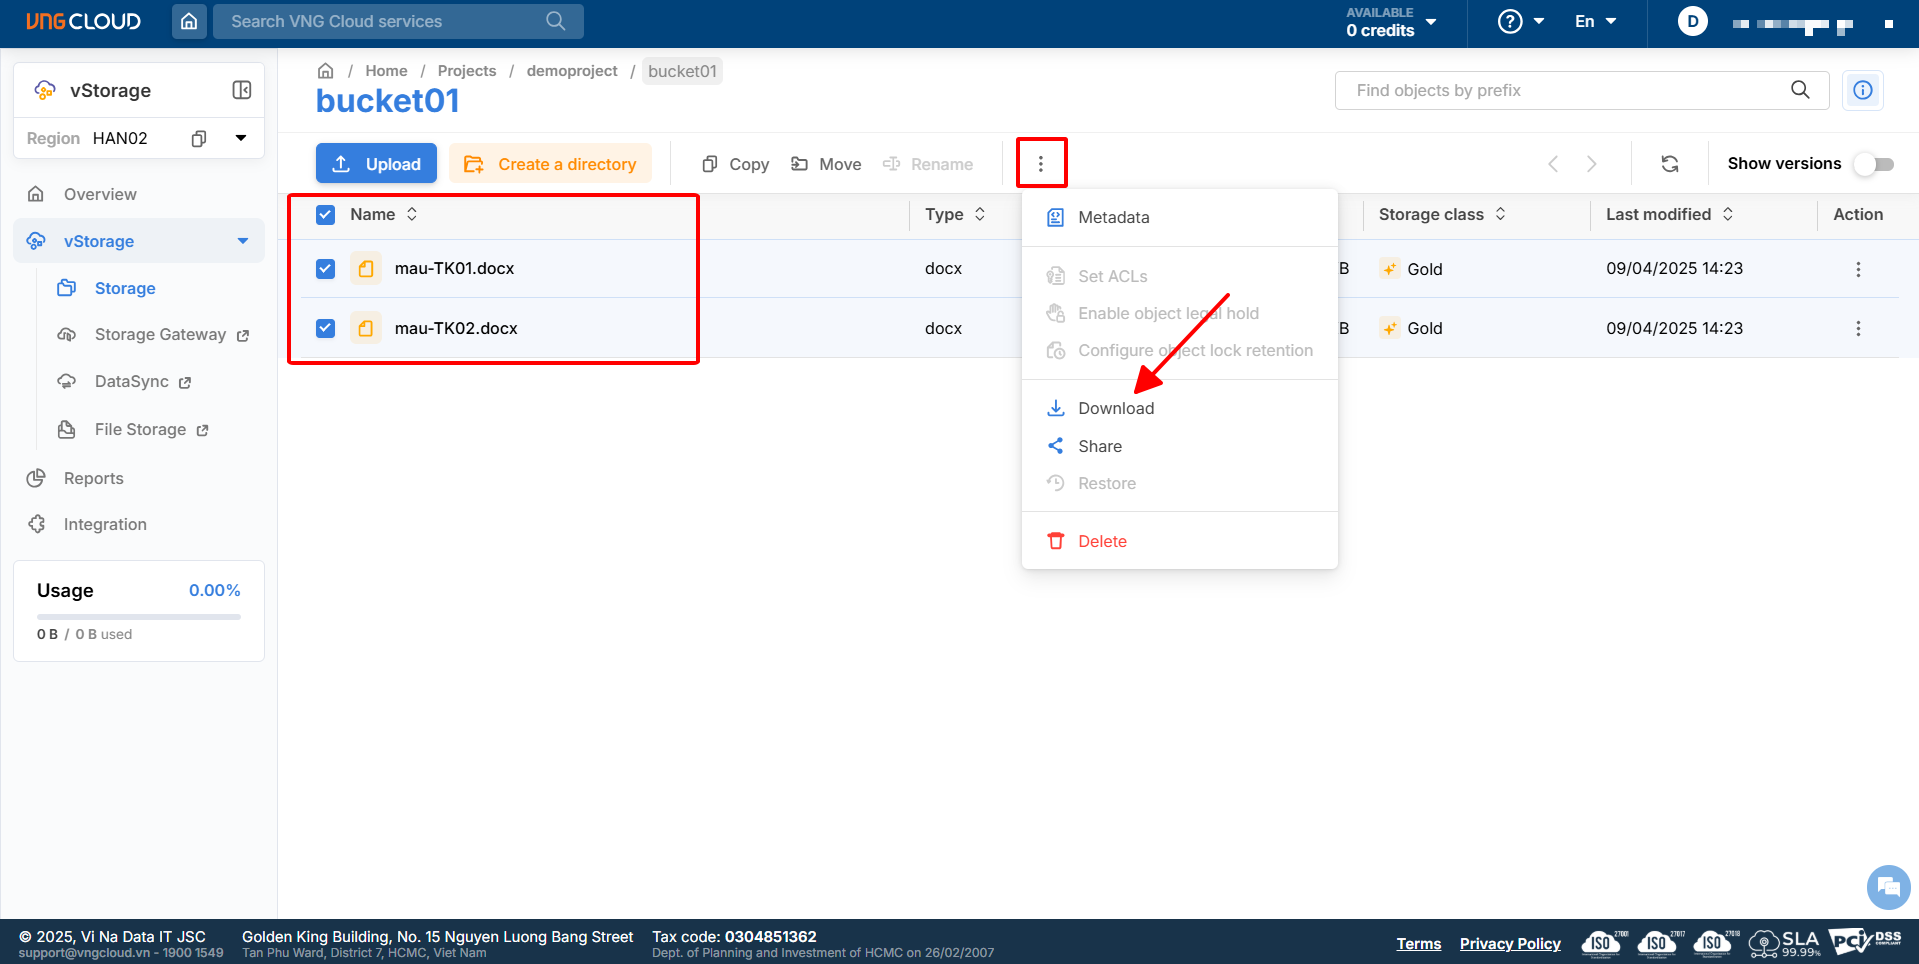 VNG CLOUD
Search VNG Cloud services
AVAILABLE
0 credits
En
D
vStorage
Region HAN02
Overview
vStorage
Storage
Storage Gateway
DataSync
File Storage
Reports
Integration
Usage 0.00%
0 B / 0 B used
/ Home / Projects / demoproject / bucket01
bucket01
Find objects by prefix
Upload
Create a directory
Copy
Move
Rename
Show versions
Name Type Storage class Last modified Action
mau-TK01.docx docx B Gold 09/04/2025 14:23
mau-TK02.docx docx B Gold 09/04/2025 14:23
Metadata
Set ACLs
Enable object legal hold
Configure object lock retention
Download
Share
Restore
Delete
© 2025, Vi Na Data IT JSC
support@vngcloud.vn - 1900 1549
Golden King Building, No. 15 Nguyen Luong Bang Street
Tan Phu Ward, District 7, HCMC, Viet Nam
Tax code: 0304851362
Dept. of Planning and Investment of HCMC on 26/02/2007
Terms
Privacy Policy
ISO 27001
ISO 27017
ISO 27018
SLA
99.99%
PCI DSS
COMPLIANT